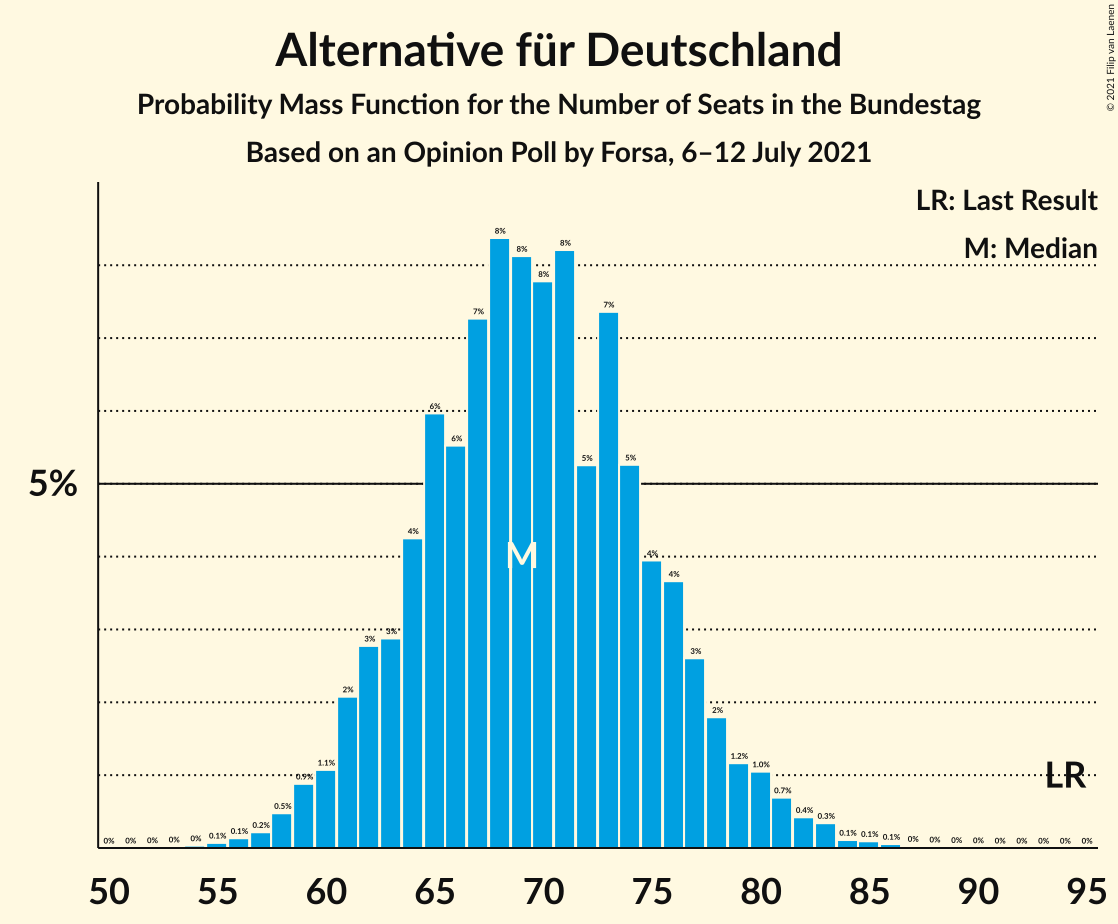 Alternative für Deutschland
Probability Mass Function for the Number of Seats in the Bundestag
Based on an Opinion Poll by Forsa, 6–12 July 2021
© 2021 Filip van Laenen
LR: Last Result
M: Median
5%
0% 0% 0% 0% 0% 0.1% 0.1% 0.2% 0.5% 0.9% 1.1% 2% 3% 3% 4% 6% 6% 7% 8% 8% 8% 8% 5% 7% 5% 4% 4% 3% 2% 1.2% 1.0% 0.7% 0.4% 0.3% 0.1% 0.1% 0.1% 0% 0% 0% 0% 0% 0% 0% 0% 0%
M
LR
50 55 60 65 70 75 80 85 90 95